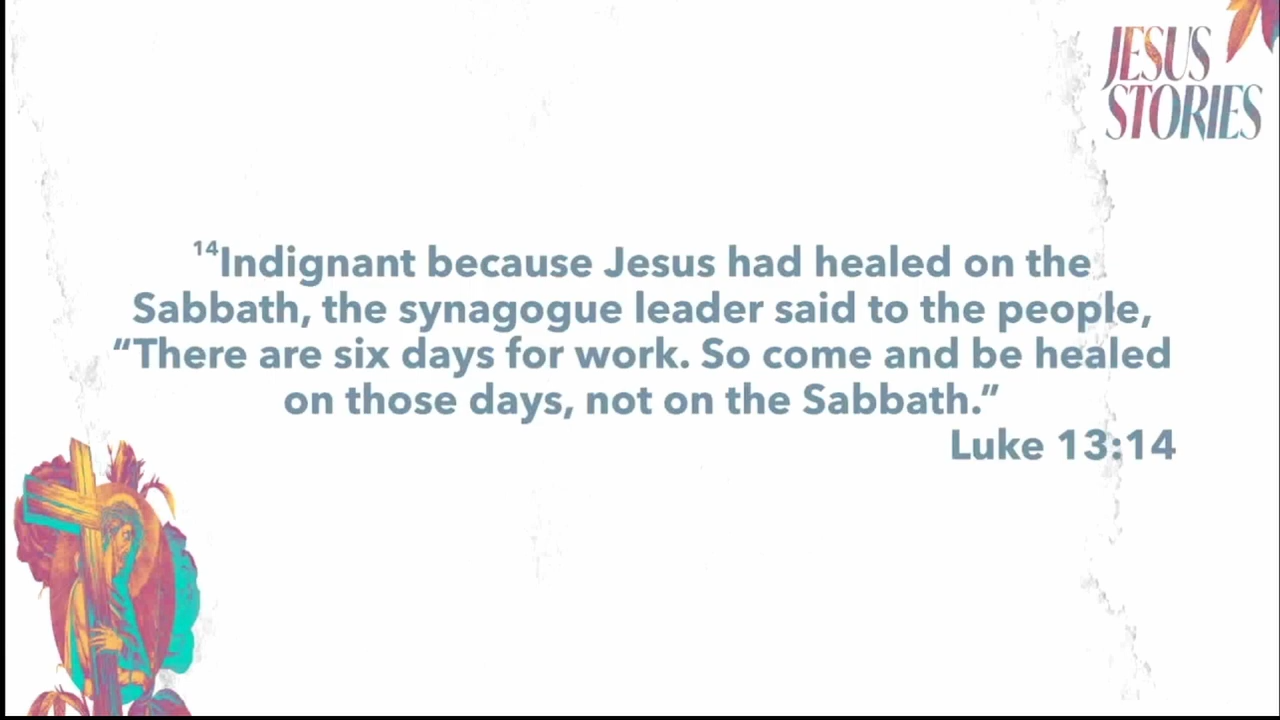 JESUS
STORIES
14Indignant because Jesus had healed on the
Sabbath, the synagogue leader said to the people,
“There are six days for work. So come and be healed
on those days, not on the Sabbath.”
Luke 13:14